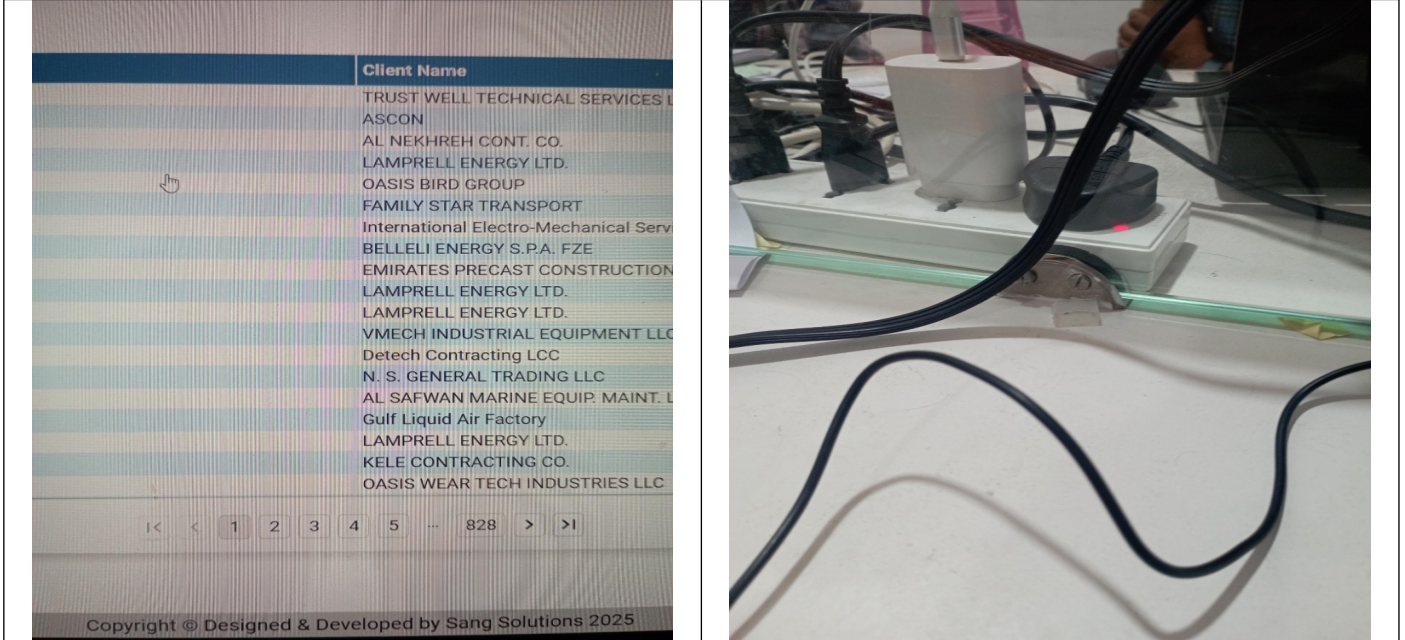 Client Name
TRUST WELL TECHNICAL SERVICES L
ASCON
AL NEKHREH CONT. CO.
LAMPRELL ENERGY LTD.
OASIS BIRD GROUP
FAMILY STAR TRANSPORT
International Electro-Mechanical Servi
BELLELI ENERGY S.P.A. FZE
EMIRATES PRECAST CONSTRUCTION
LAMPRELL ENERGY LTD.
LAMPRELL ENERGY LTD.
VMECH INDUSTRIAL EQUIPMENT LLC
Detech Contracting LCC
N. S. GENERAL TRADING LLC
AL SAFWAN MARINE EQUIP. MAINT. L
Gulf Liquid Air Factory
LAMPRELL ENERGY LTD.
KELE CONTRACTING CO.
OASIS WEAR TECH INDUSTRIES LLC
|< < 1 2 3 4 5 ... 828 > >|
Copyright © Designed & Developed by Sang Solutions 2025